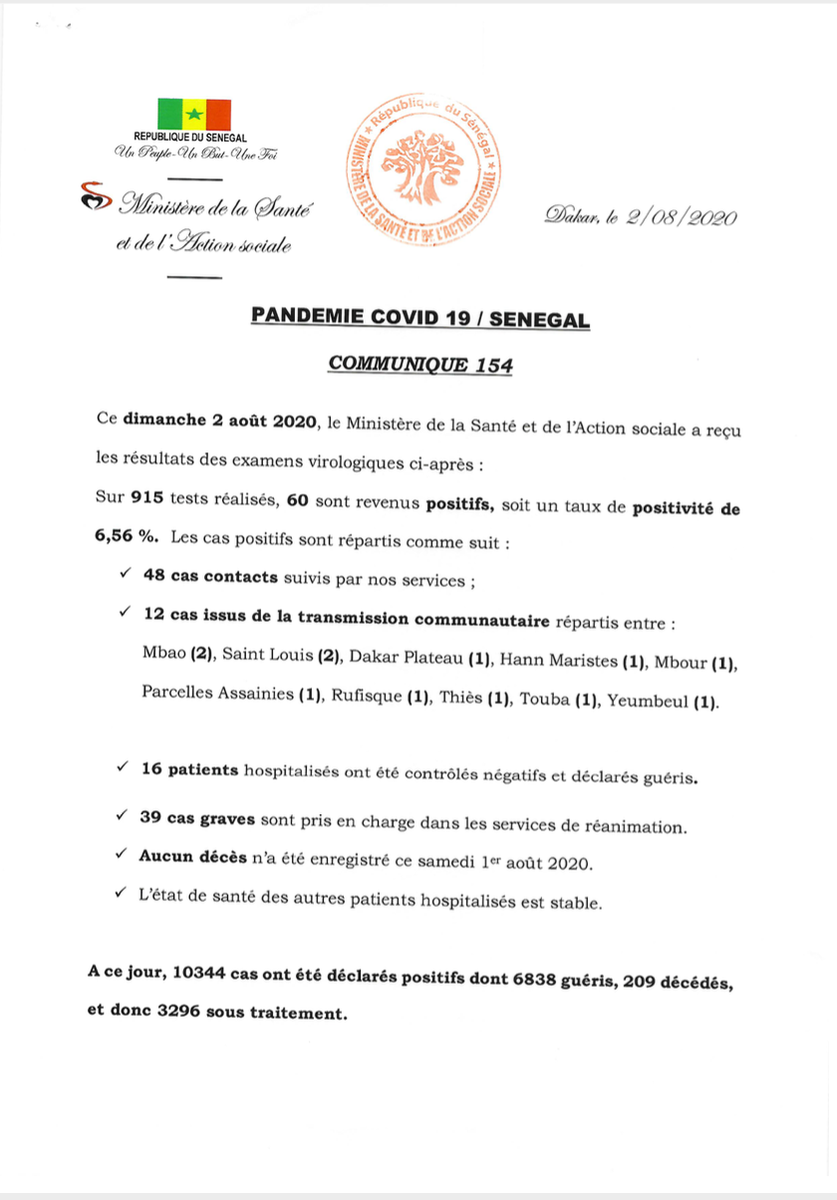 REPUBLIQUE DU SENEGAL
Un Peuple-Un But-Une Foi
Ministère de la Santé
et de l'Action sociale
★ République du Sénégal ★
MINISTÈRE DE LA SANTÉ ET DE L'ACTION SOCIALE
Dakar, le 2/08/2020
PANDEMIE COVID 19 / SENEGAL
COMMUNIQUE 154
Ce dimanche 2 août 2020, le Ministère de la Santé et de l'Action sociale a reçu
les résultats des examens virologiques ci-après :
Sur 915 tests réalisés, 60 sont revenus positifs, soit un taux de positivité de
6,56 %. Les cas positifs sont répartis comme suit :
✓ 48 cas contacts suivis par nos services ;
✓ 12 cas issus de la transmission communautaire répartis entre :
Mbao (2), Saint Louis (2), Dakar Plateau (1), Hann Maristes (1), Mbour (1),
Parcelles Assainies (1), Rufisque (1), Thiès (1), Touba (1), Yeumbeul (1).
✓ 16 patients hospitalisés ont été contrôlés négatifs et déclarés guéris.
✓ 39 cas graves sont pris en charge dans les services de réanimation.
✓ Aucun décès n'a été enregistré ce samedi 1er août 2020.
✓ L'état de santé des autres patients hospitalisés est stable.
A ce jour, 10344 cas ont été déclarés positifs dont 6838 guéris, 209 décédés,
et donc 3296 sous traitement.